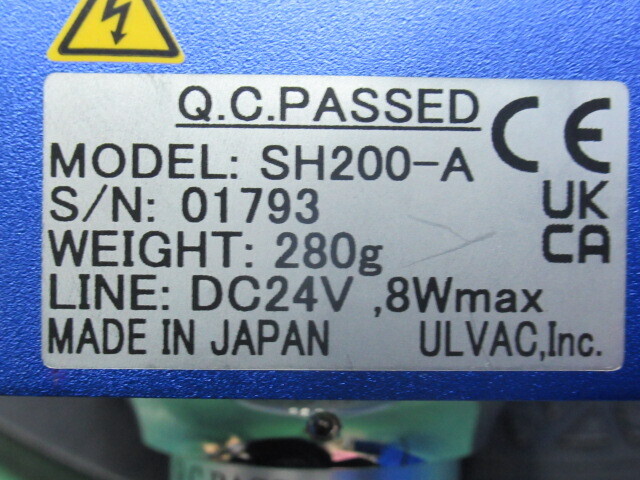 Q.C.PASSED
CE
MODEL: SH200-A
S/N: 01793
UK
CA
WEIGHT: 280g
LINE: DC24V ,8Wmax
MADE IN JAPAN ULVAC,Inc.